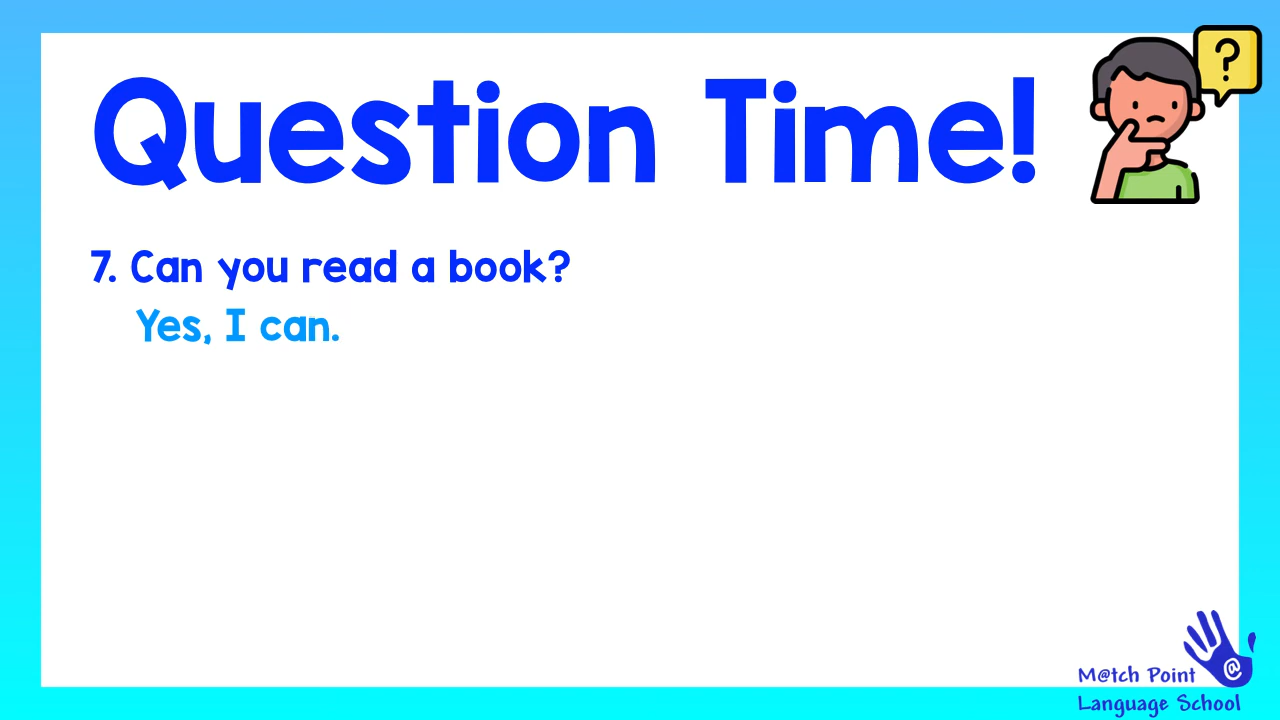 Question Time!
?
7. Can you read a book?
Yes, I can.
@
M@tch Point
Language School